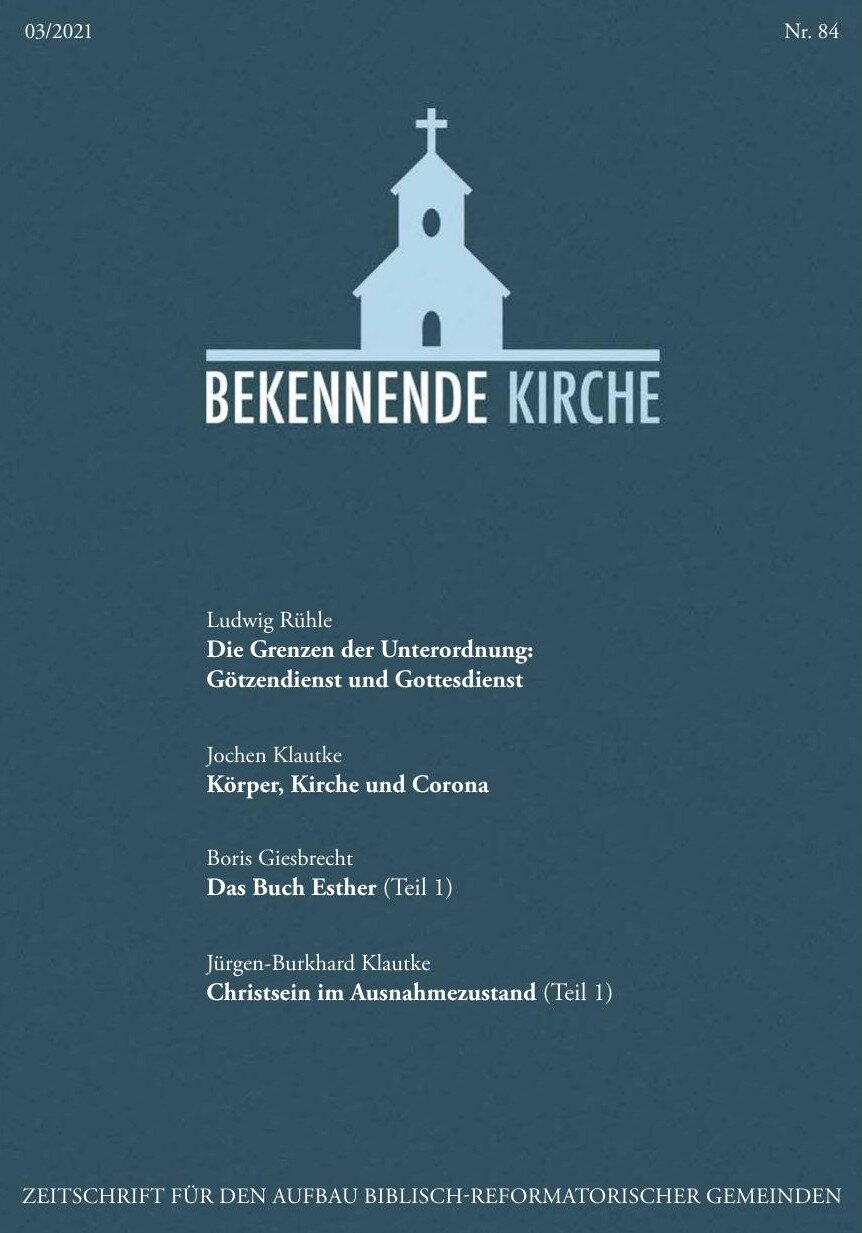 03/2021
Nr. 84
BEKENNENDE KIRCHE
Ludwig Rühle
Die Grenzen der Unterordnung:
Götzendienst und Gottesdienst
Jochen Klautke
Körper, Kirche und Corona
Boris Giesbrecht
Das Buch Esther (Teil 1)
Jürgen-Burkhard Klautke
Christsein im Ausnahmezustand (Teil 1)
ZEITSCHRIFT FÜR DEN AUFBAU BIBLISCH-REFORMATORISCHER GEMEINDEN